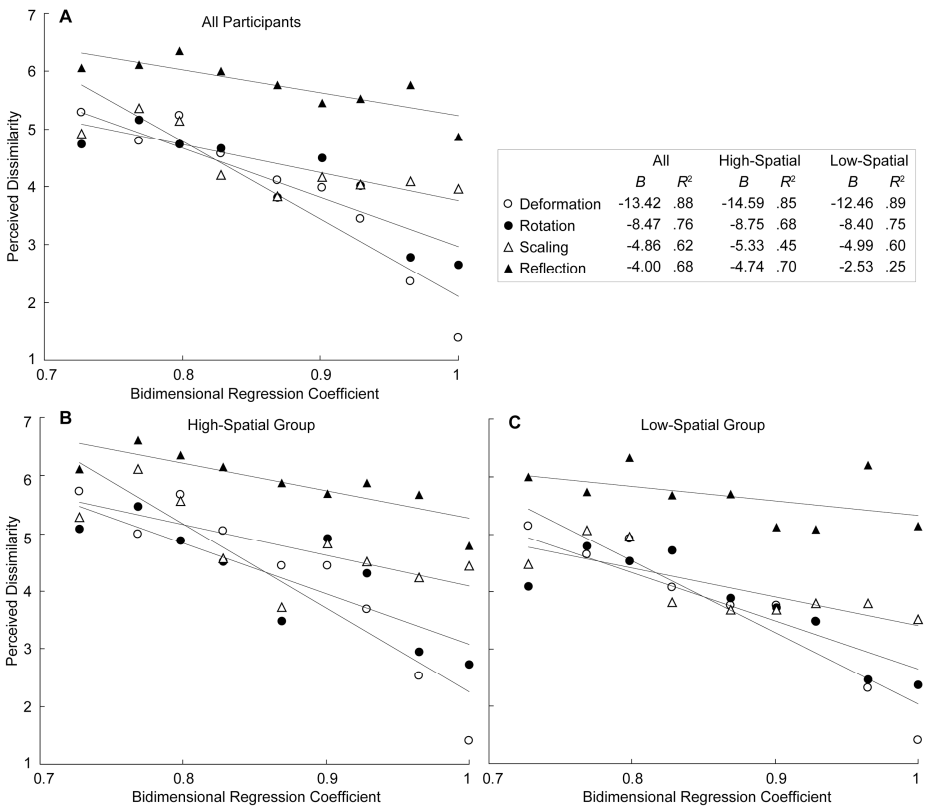 A
All Participants
7
6
5
4
3
2
1
0.7 0.8 0.9 1
Perceived Dissimilarity
Bidimensional Regression Coefficient
All High-Spatial Low-Spatial
B R² B R² B R²
Deformation -13.42 .88 -14.59 .85 -12.46 .89
Rotation -8.47 .76 -8.75 .68 -8.40 .75
Scaling -4.86 .62 -5.33 .45 -4.99 .60
Reflection -4.00 .68 -4.74 .70 -2.53 .25
B
High-Spatial Group
7
6
5
4
3
2
1
0.7 0.8 0.9 1
Perceived Dissimilarity
Bidimensional Regression Coefficient
C
Low-Spatial Group
0.7 0.8 0.9 1
Bidimensional Regression Coefficient